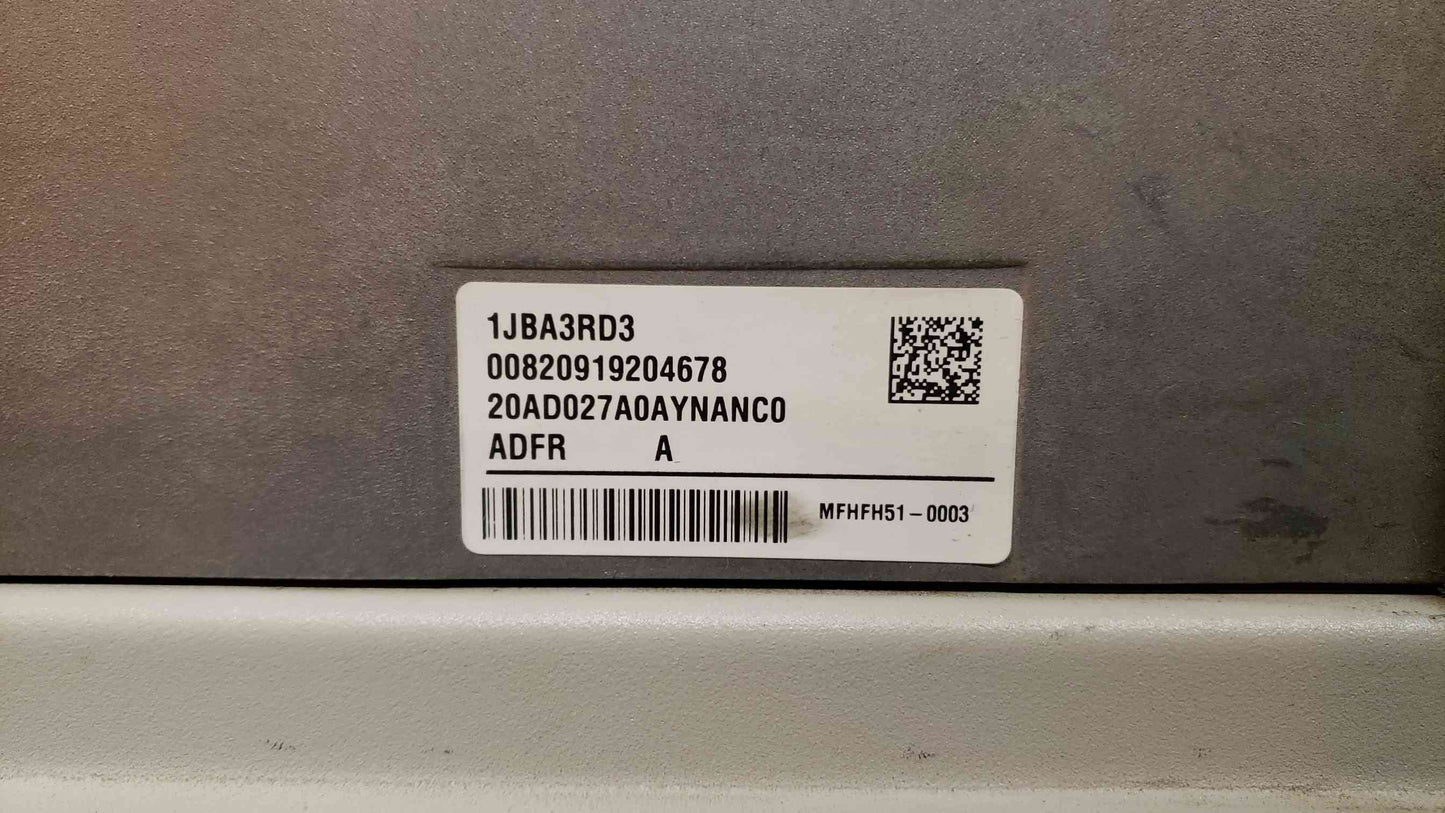 1JBA3RD3
00820919204678
20AD027A0AYNANC0
ADFR A
MFHFH51-0003